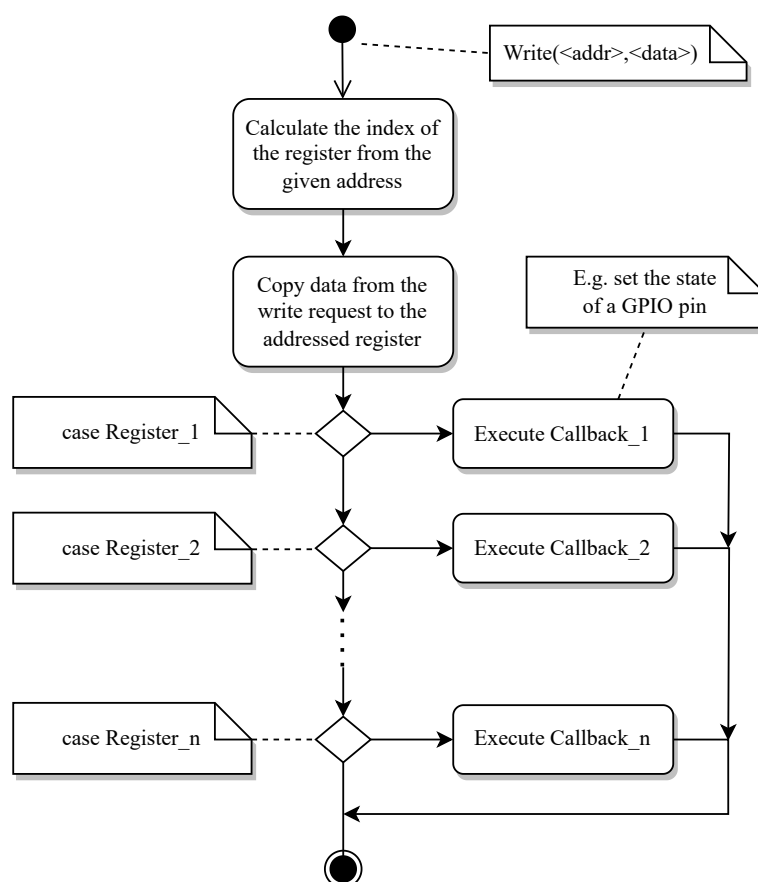 Write(<addr>,<data>)
Calculate the index of
the register from the
given address
Copy data from the
write request to the
addressed register
E.g. set the state
of a GPIO pin
case Register_1
Execute Callback_1
case Register_2
Execute Callback_2
case Register_n
Execute Callback_n